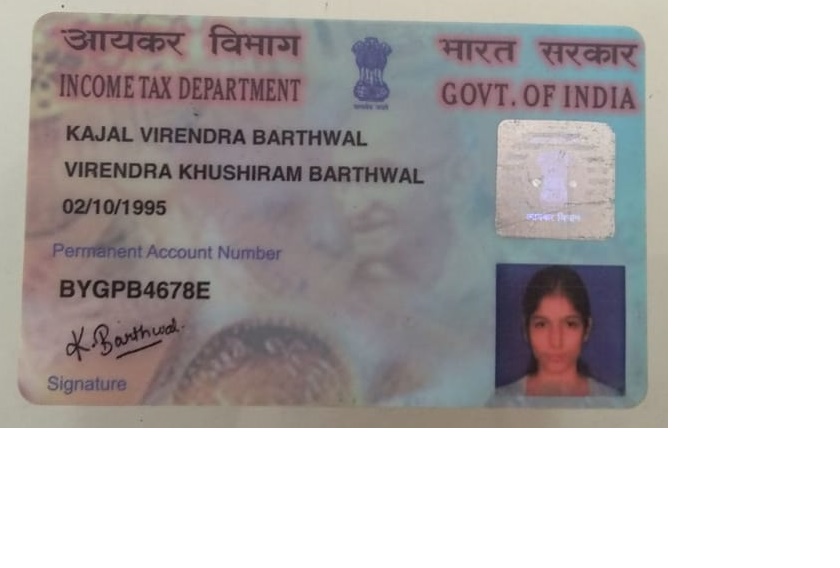 आयकर विभाग
INCOME TAX DEPARTMENT
भारत सरकार
GOVT. OF INDIA
KAJAL VIRENDRA BARTHWAL
VIRENDRA KHUSHIRAM BARTHWAL
02/10/1995
Permanent Account Number
BYGPB4678E
K. Barthwal
Signature